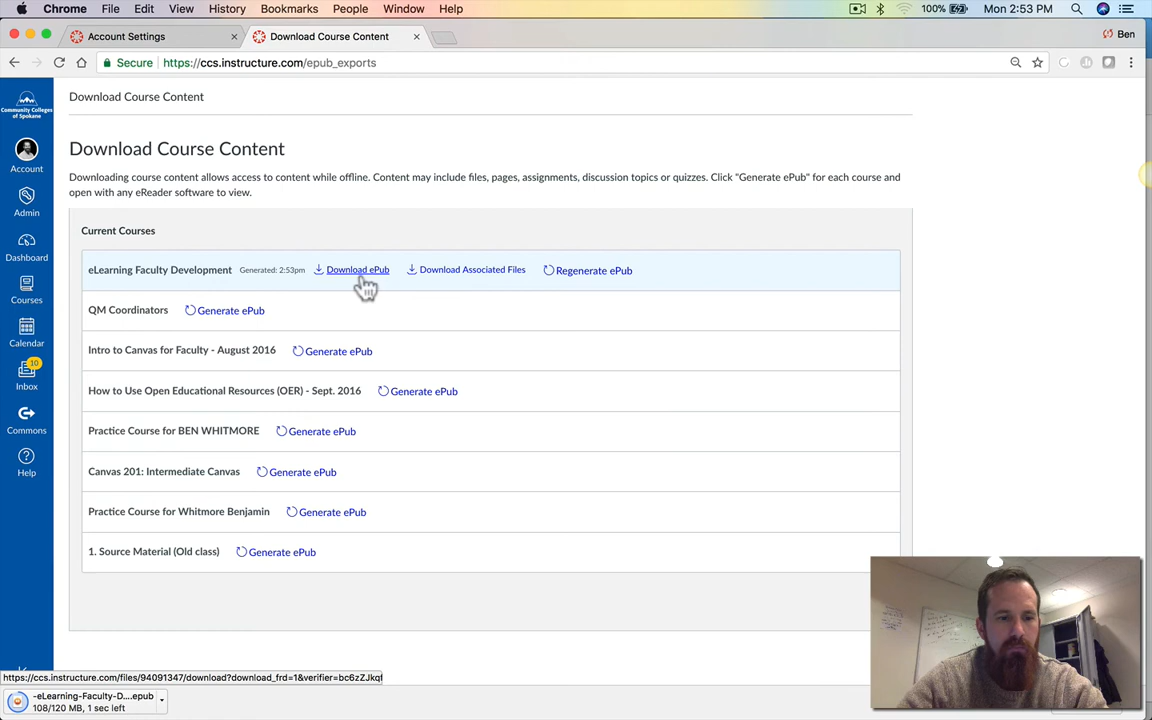 Chrome File Edit View History Bookmarks People Window Help 100% Mon 2:53 PM
Account Settings Download Course Content Ben
Secure https://ccs.instructure.com/epub_exports
Community Colleges of Spokane
Account
Admin
Dashboard
Courses
Calendar
10
Inbox
Commons
Help
Download Course Content
Download Course Content
Downloading course content allows access to content while offline. Content may include files, pages, assignments, discussion topics or quizzes. Click "Generate ePub" for each course and
open with any eReader software to view.
Current Courses
eLearning Faculty Development Generated: 2:53pm Download ePub Download Associated Files Regenerate ePub
QM Coordinators Generate ePub
Intro to Canvas for Faculty - August 2016 Generate ePub
How to Use Open Educational Resources (OER) - Sept. 2016 Generate ePub
Practice Course for BEN WHITMORE Generate ePub
Canvas 201: Intermediate Canvas Generate ePub
Practice Course for Whitmore Benjamin Generate ePub
1. Source Material (Old class) Generate ePub
https://ccs.instructure.com/files/94091347/download?download_frd=1&verifier=bc6zZJkqf
-eLearning-Faculty-D....epub
108/120 MB, 1 sec left